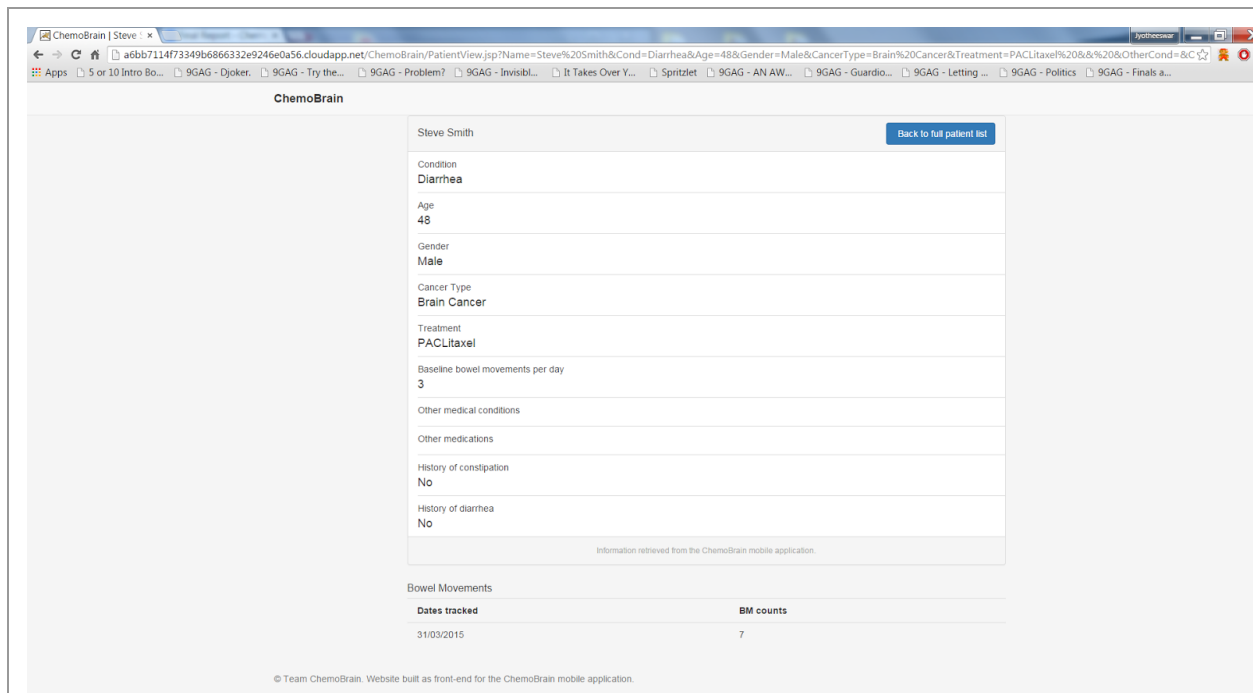 ChemoBrain | Steve S ×
Jyotheeswar
a6bb7114f73349b6866332e9246e0a56.cloudapp.net/ChemoBrain/PatientView.jsp?Name=Steve%20Smith&Cond=Diarrhea&Age=48&Gender=Male&CancerType=Brain%20Cancer&Treatment=PACLitaxel%20&&%20&OtherCond=&C
Apps 5 or 10 Intro Bo... 9GAG - Djoker. 9GAG - Try the... 9GAG - Problem? 9GAG - Invisibl... It Takes Over Y... Spritzlet 9GAG - AN AW... 9GAG - Guardio... 9GAG - Letting ... 9GAG - Politics 9GAG - Finals a...
ChemoBrain
Steve Smith Back to full patient list
Condition
Diarrhea
Age
48
Gender
Male
Cancer Type
Brain Cancer
Treatment
PACLitaxel
Baseline bowel movements per day
3
Other medical conditions
Other medications
History of constipation
No
History of diarrhea
No
Information retrieved from the ChemoBrain mobile application.
Bowel Movements
Dates tracked BM counts
31/03/2015 7
© Team ChemoBrain. Website built as front-end for the ChemoBrain mobile application.